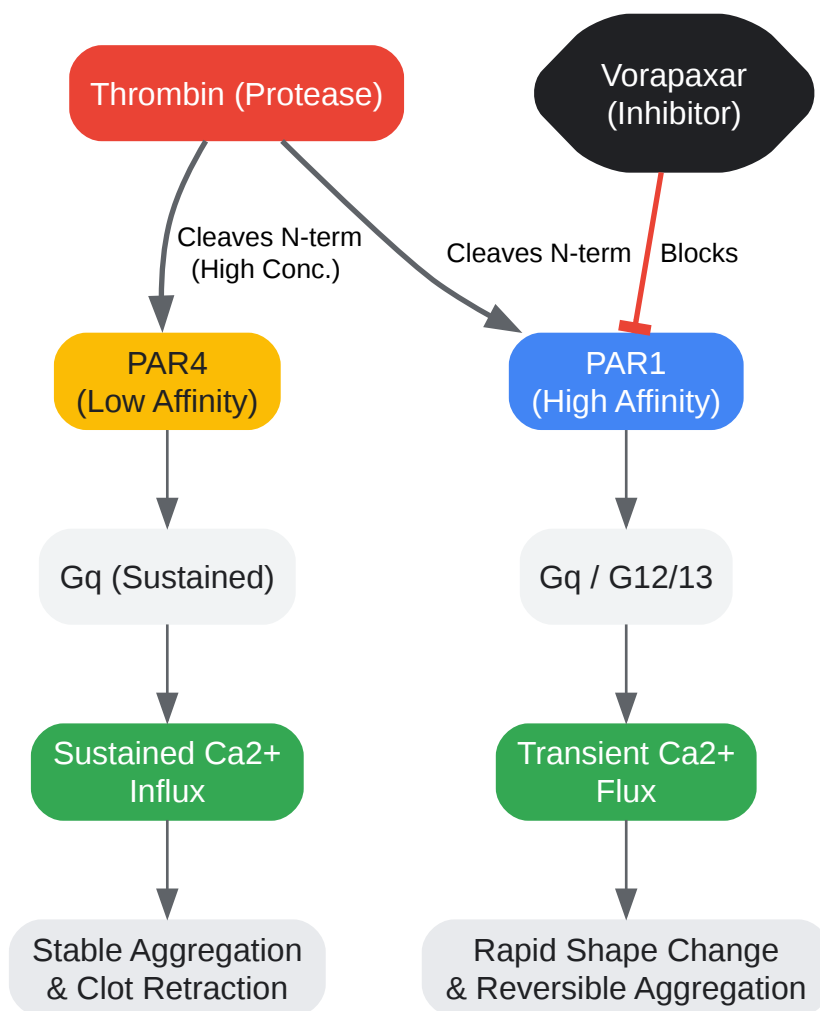 Thrombin (Protease)
Vorapaxar
(Inhibitor)
Cleaves N-term
(High Conc.)
Cleaves N-term
Blocks
PAR4
(Low Affinity)
PAR1
(High Affinity)
Gq (Sustained)
Gq / G12/13
Sustained Ca2+
Influx
Transient Ca2+
Flux
Stable Aggregation
& Clot Retraction
Rapid Shape Change
& Reversible Aggregation